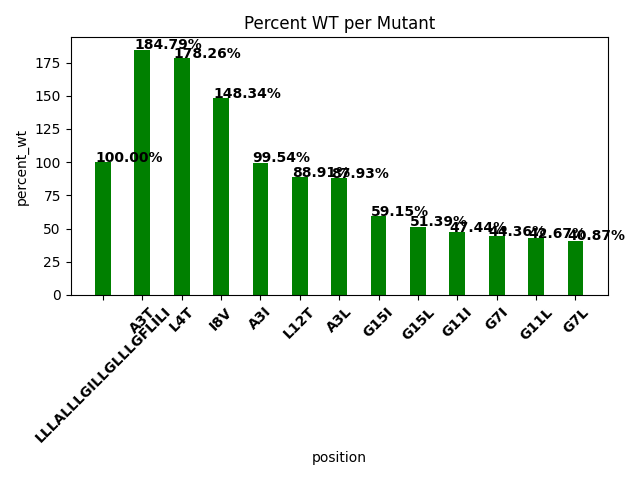 Percent WT per Mutant
percent_wt
175
150
125
100
75
50
25
0
100.00%
184.79%
178.26%
148.34%
99.54%
88.91%
87.93%
59.15%
51.39%
47.44%
44.36%
42.67%
40.87%
LLLALLLGILLGLLLGFLILI
A3T
L4T
I8V
A3I
L12T
A3L
G15I
G15L
G11I
G7I
G11L
G7L
position